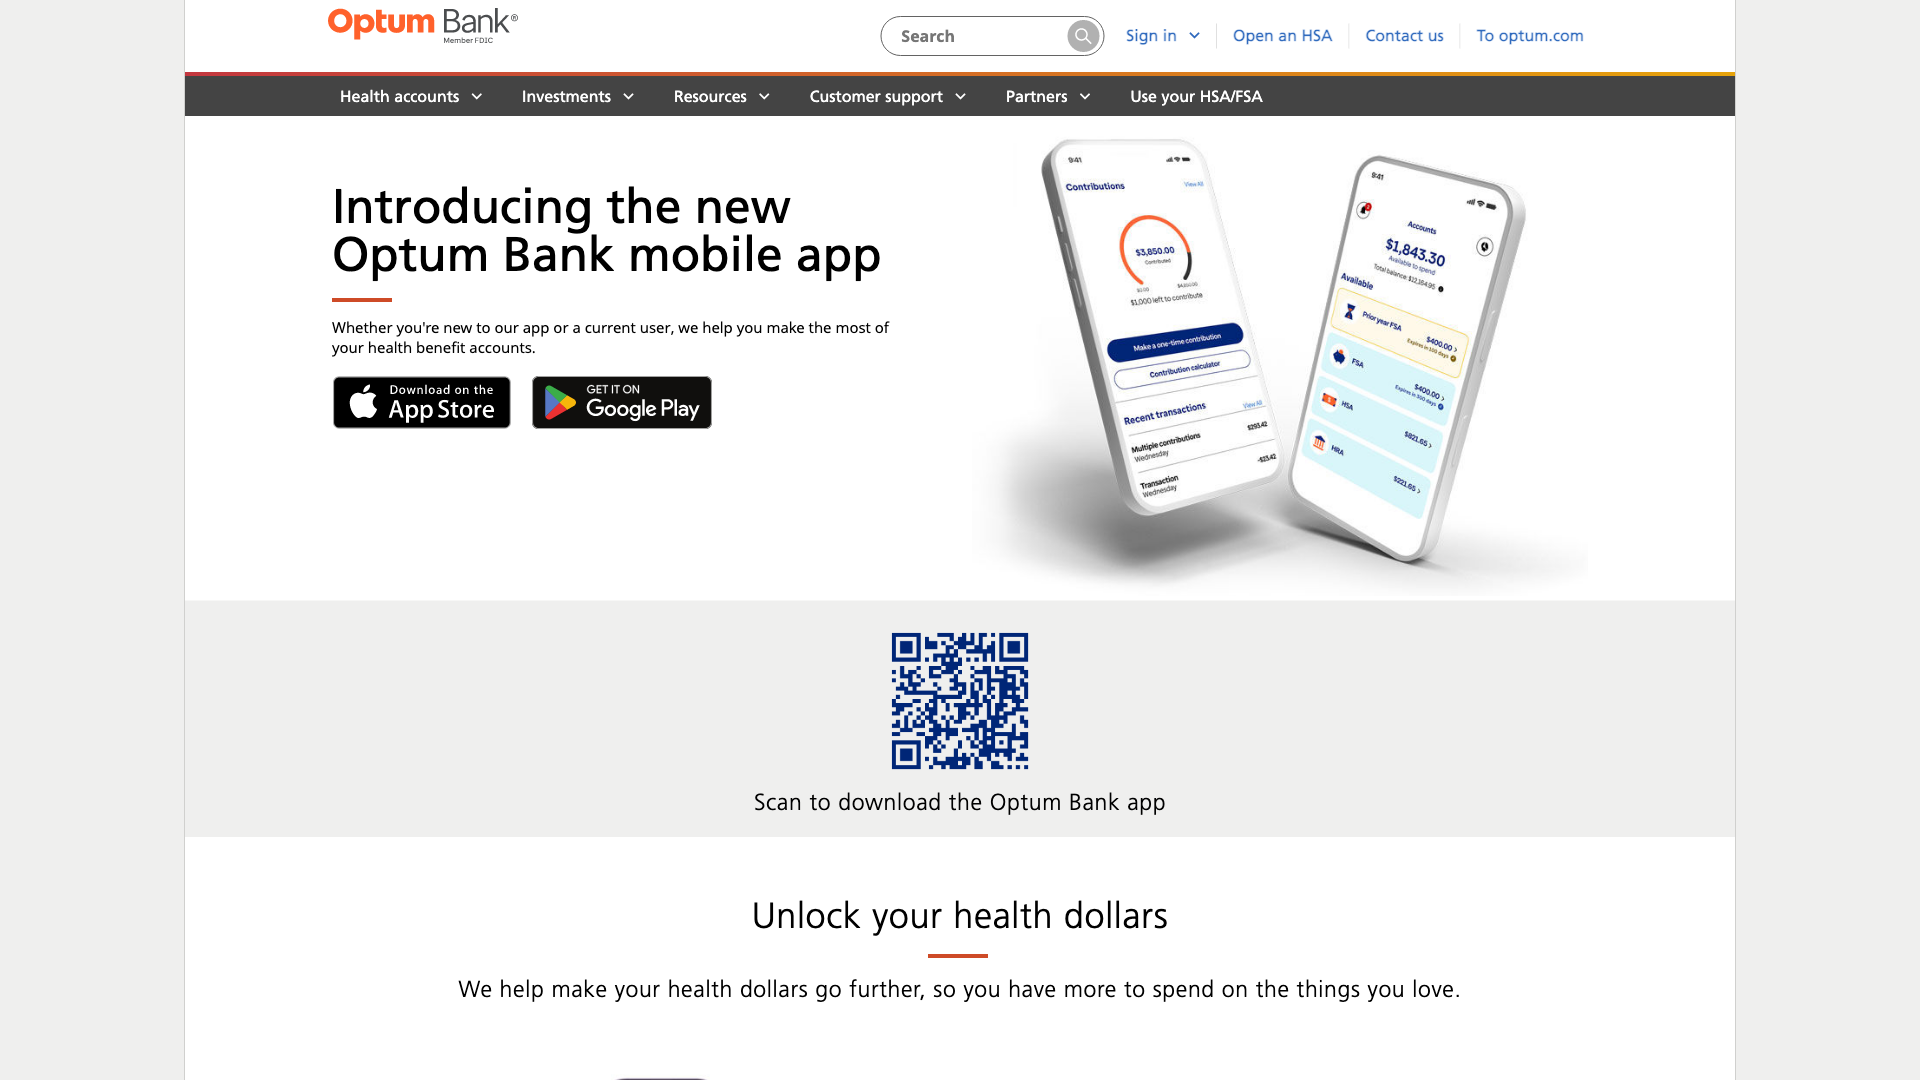 Optum Bank®
Member FDIC
Search
Sign in
Open an HSA
Contact us
To optum.com
Health accounts
Investments
Resources
Customer support
Partners
Use your HSA/FSA
Introducing the new
Optum Bank mobile app
Whether you're new to our app or a current user, we help you make the most of
your health benefit accounts.
Download on the
App Store
GET IT ON
Google Play
9:41
Contributions
View All
$3,850.00
Contributed
$0.00
$1,000 left to contribute
Make a one-time contribution
Contribution calculator
Recent transactions
View All
Multiple contributions
Wednesday
$293.42
Transaction
Wednesday
-$23.42
9:41
Accounts
$1,843.30
Available to spend
Total balance:
Available
Prior year FSA
$400.00
Expires in 100 days
FSA
$400.00
Expires in 300 days
HSA
$821.65
HRA
$221.65
Scan to download the Optum Bank app
Unlock your health dollars
We help make your health dollars go further, so you have more to spend on the things you love.